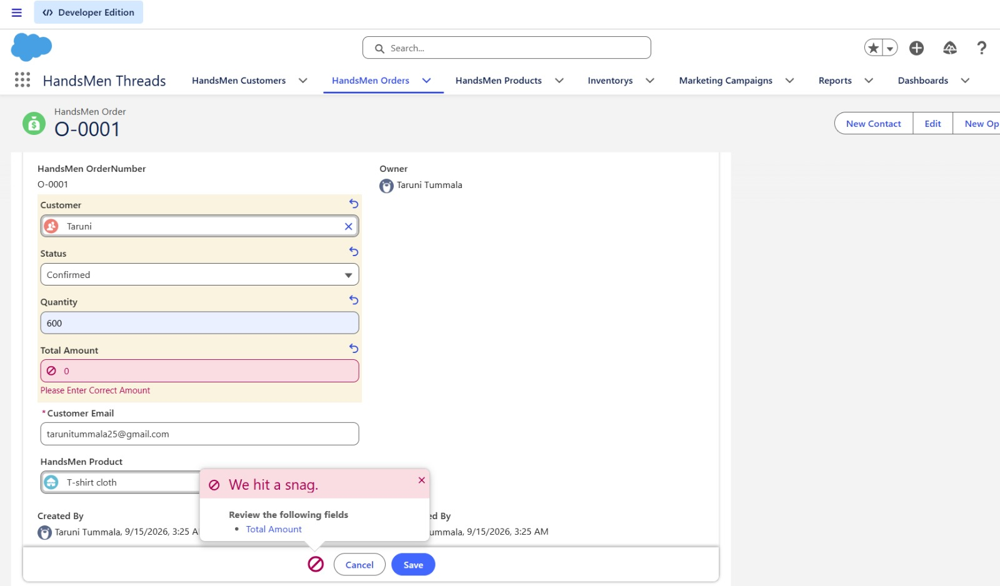 Developer Edition
Search...
HandsMen Threads
HandsMen Customers
HandsMen Orders
HandsMen Products
Inventorys
Marketing Campaigns
Reports
Dashboards
HandsMen Order
O-0001
New Contact
Edit
New Op
HandsMen OrderNumber
O-0001
Owner
Taruni Tummala
Customer
Taruni
Status
Confirmed
Quantity
600
Total Amount
0
Please Enter Correct Amount
*Customer Email
tarunitummala25@gmail.com
HandsMen Product
T-shirt cloth
We hit a snag.
Review the following fields
• Total Amount
Created By
Taruni Tummala, 9/15/2026, 3:25 A
ed By
ummala, 9/15/2026, 3:25 AM
Cancel
Save